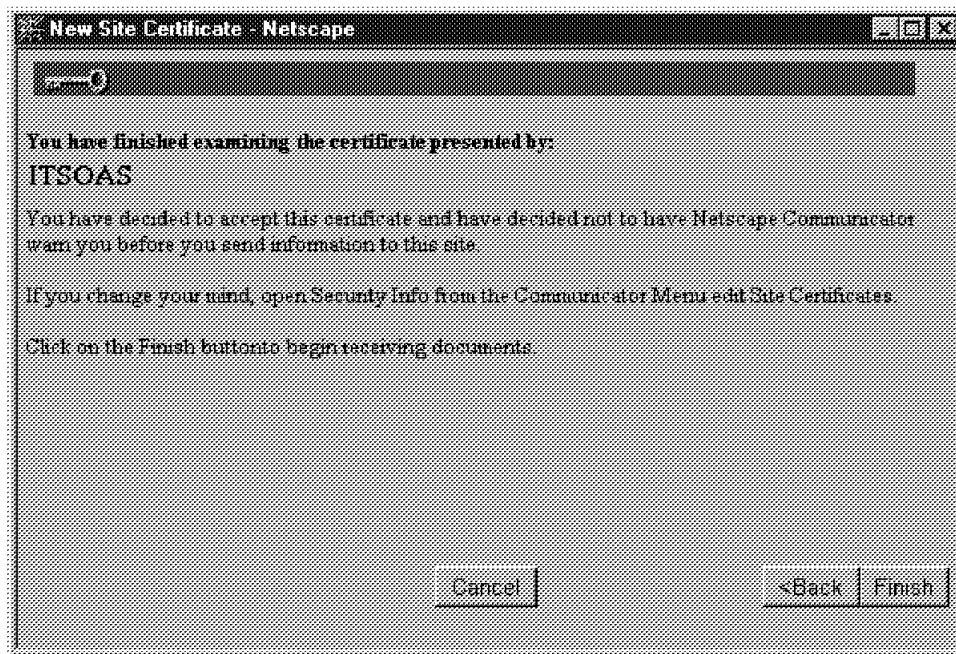 New Site Certificate - Netscape
You have finished examining the certificate presented by:
ITSOAS
You have decided to accept this certificate and have decided not to have Netscape Communicator
warn you before you send information to this site.
If you change your mind, open Security Info from the Communicator Menu edit Site Certificates.
Click on the Finish buttonto begin receiving documents.
Cancel
<Back
Finish